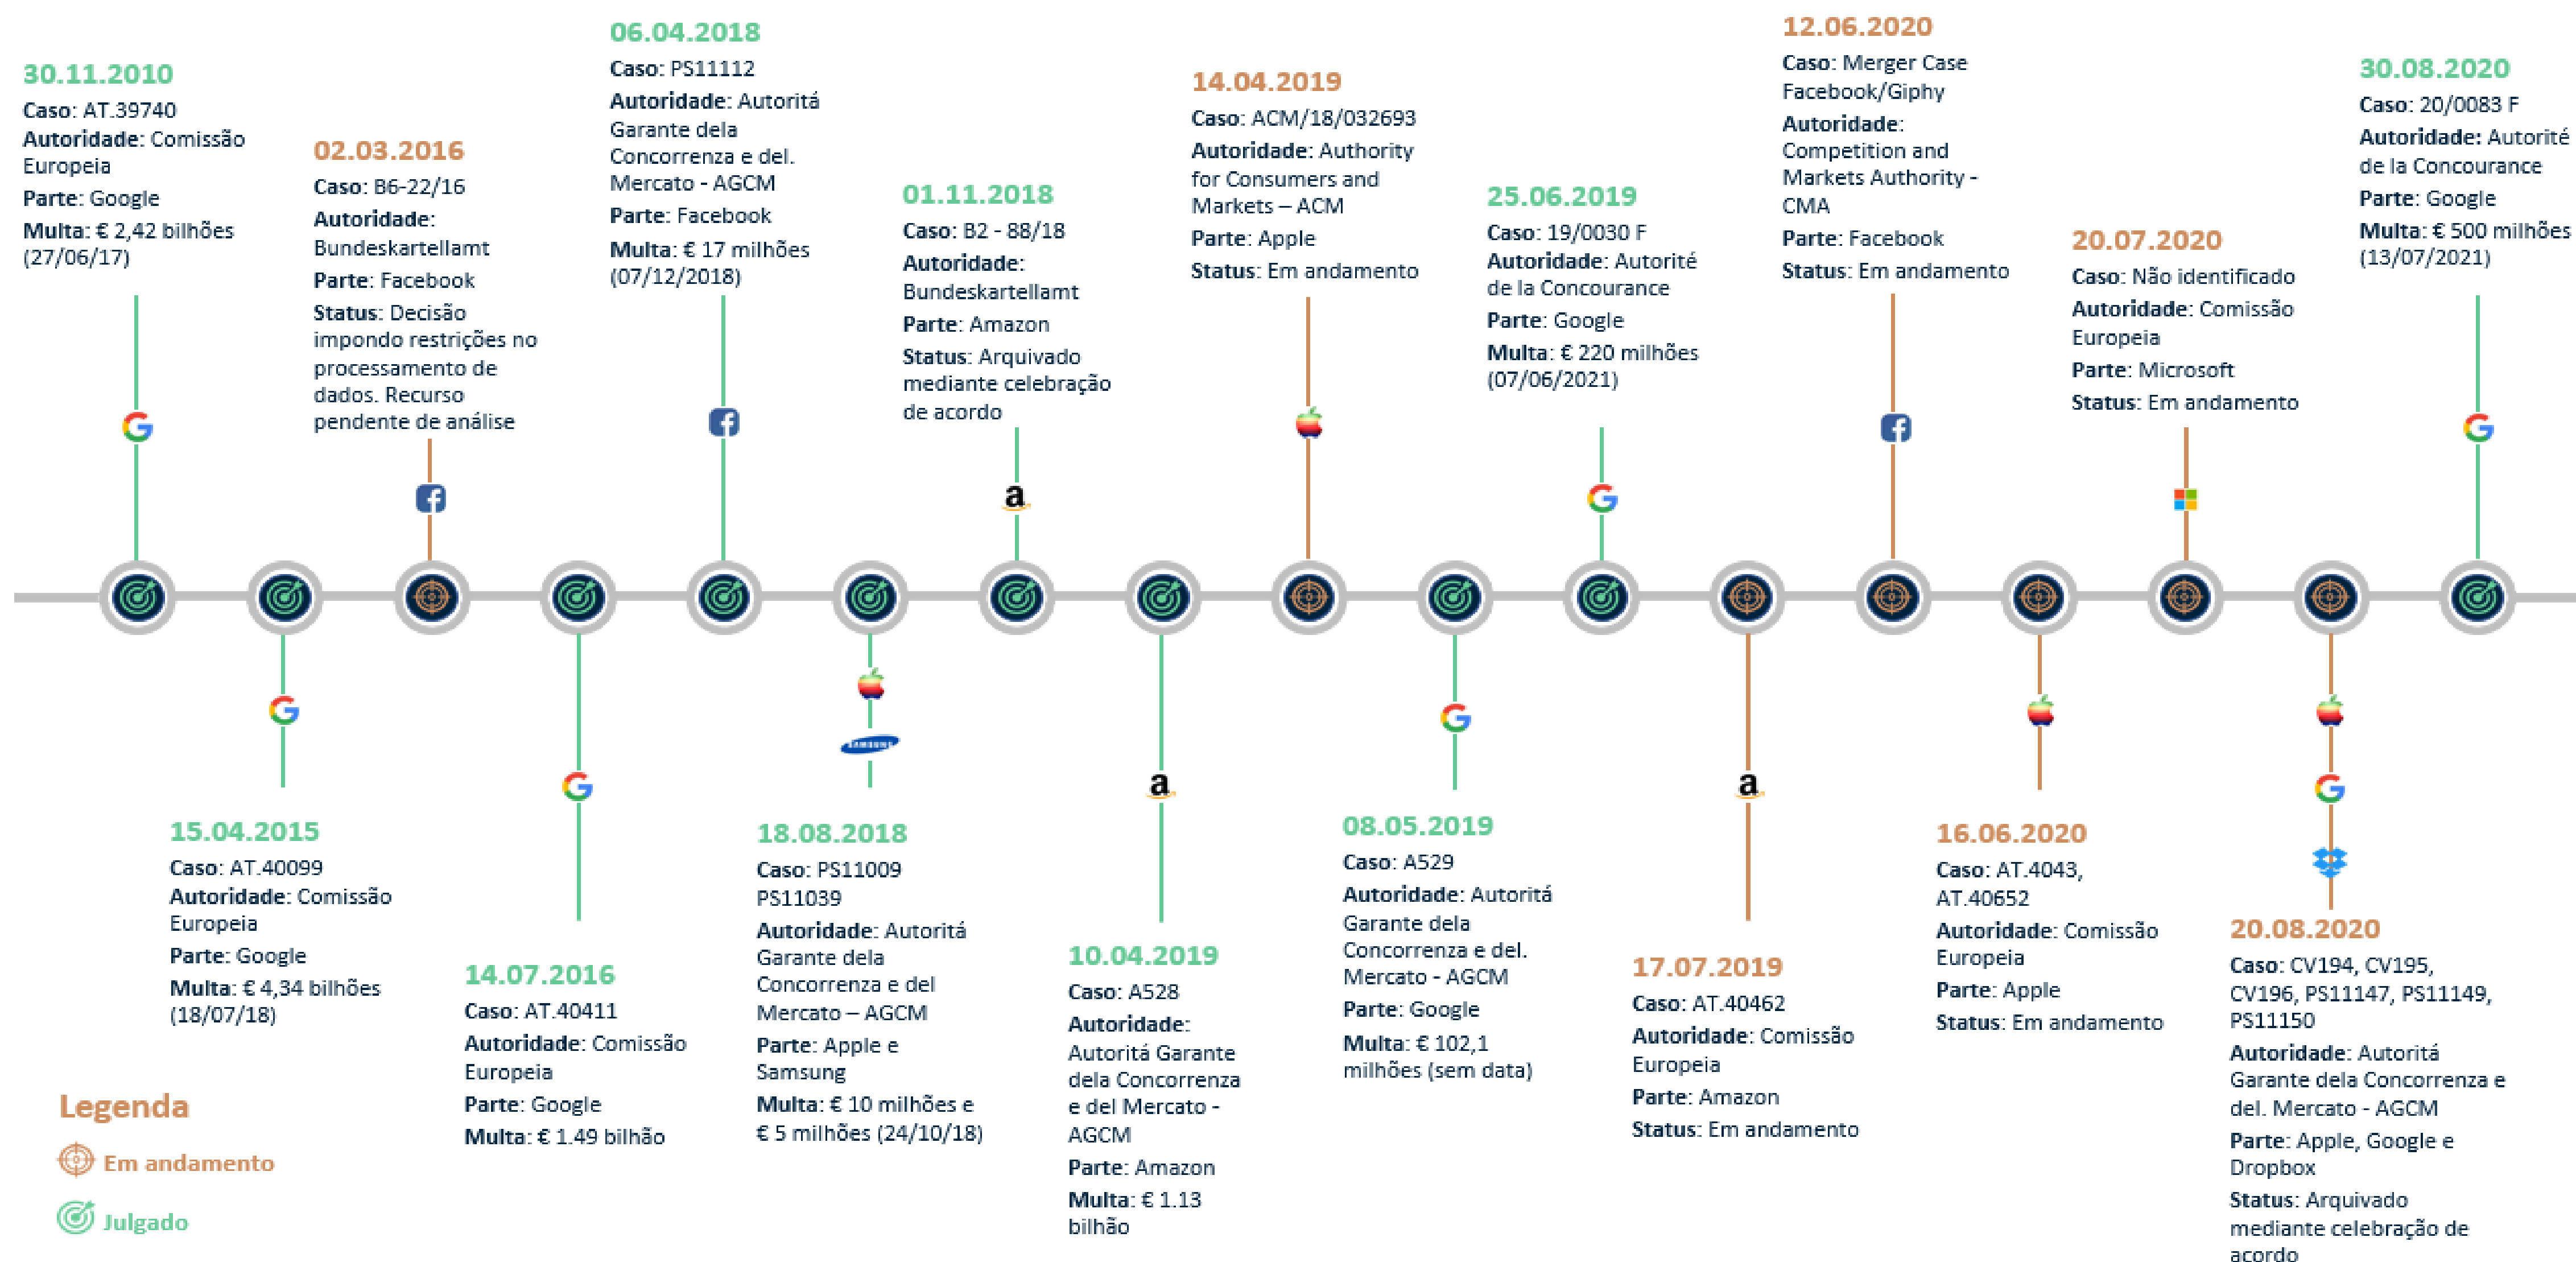 30.11.2010
Caso: AT.39740
Autoridade: Comissão
Europeia
Parte: Google
Multa: € 2,42 bilhões
(27/06/17)
02.03.2016
Caso: B6-22/16
Autoridade:
Bundeskartellamt
Parte: Facebook
Status: Decisão
impondo restrições no
processamento de
dados. Recurso
pendente de análise
06.04.2018
Caso: PS11112
Autoridade: Autoritá
Garante dela
Concorrenza e del.
Mercato - AGCM
Parte: Facebook
Multa: € 17 milhões
(07/12/2018)
01.11.2018
Caso: B2 - 88/18
Autoridade:
Bundeskartellamt
Parte: Amazon
Status: Arquivado
mediante celebração
de acordo
14.04.2019
Caso: ACM/18/032693
Autoridade: Authority
for Consumers and
Markets – ACM
Parte: Apple
Status: Em andamento
25.06.2019
Caso: 19/0030 F
Autoridade: Autorité
de la Concourance
Parte: Google
Multa: € 220 milhões
(07/06/2021)
12.06.2020
Caso: Merger Case
Facebook/Giphy
Autoridade:
Competition and
Markets Authority -
CMA
Parte: Facebook
Status: Em andamento
20.07.2020
Caso: Não identificado
Autoridade: Comissão
Europeia
Parte: Microsoft
Status: Em andamento
30.08.2020
Caso: 20/0083 F
Autoridade: Autorité
de la Concourance
Parte: Google
Multa: € 500 milhões
(13/07/2021)
SAMSUNG
15.04.2015
Caso: AT.40099
Autoridade: Comissão
Europeia
Parte: Google
Multa: € 4,34 bilhões
(18/07/18)
14.07.2016
Caso: AT.40411
Autoridade: Comissão
Europeia
Parte: Google
Multa: € 1.49 bilhão
18.08.2018
Caso: PS11009
PS11039
Autoridade: Autoritá
Garante dela
Concorrenza e del
Mercato – AGCM
Parte: Apple e
Samsung
Multa: € 10 milhões e
€ 5 milhões (24/10/18)
10.04.2019
Caso: A528
Autoridade:
Autoritá Garante
dela Concorrenza
e del Mercato -
AGCM
Parte: Amazon
Multa: € 1.13
bilhão
08.05.2019
Caso: A529
Autoridade: Autoritá
Garante dela
Concorrenza e del.
Mercato - AGCM
Parte: Google
Multa: € 102,1
milhões (sem data)
17.07.2019
Caso: AT.40462
Autoridade: Comissão
Europeia
Parte: Amazon
Status: Em andamento
16.06.2020
Caso: AT.4043,
AT.40652
Autoridade: Comissão
Europeia
Parte: Apple
Status: Em andamento
20.08.2020
Caso: CV194, CV195,
CV196, PS11147, PS11149,
PS11150
Autoridade: Autoritá
Garante dela Concorrenza e
del. Mercato - AGCM
Parte: Apple, Google e
Dropbox
Status: Arquivado
mediante celebração de
acordo
Legenda
Em andamento
Julgado